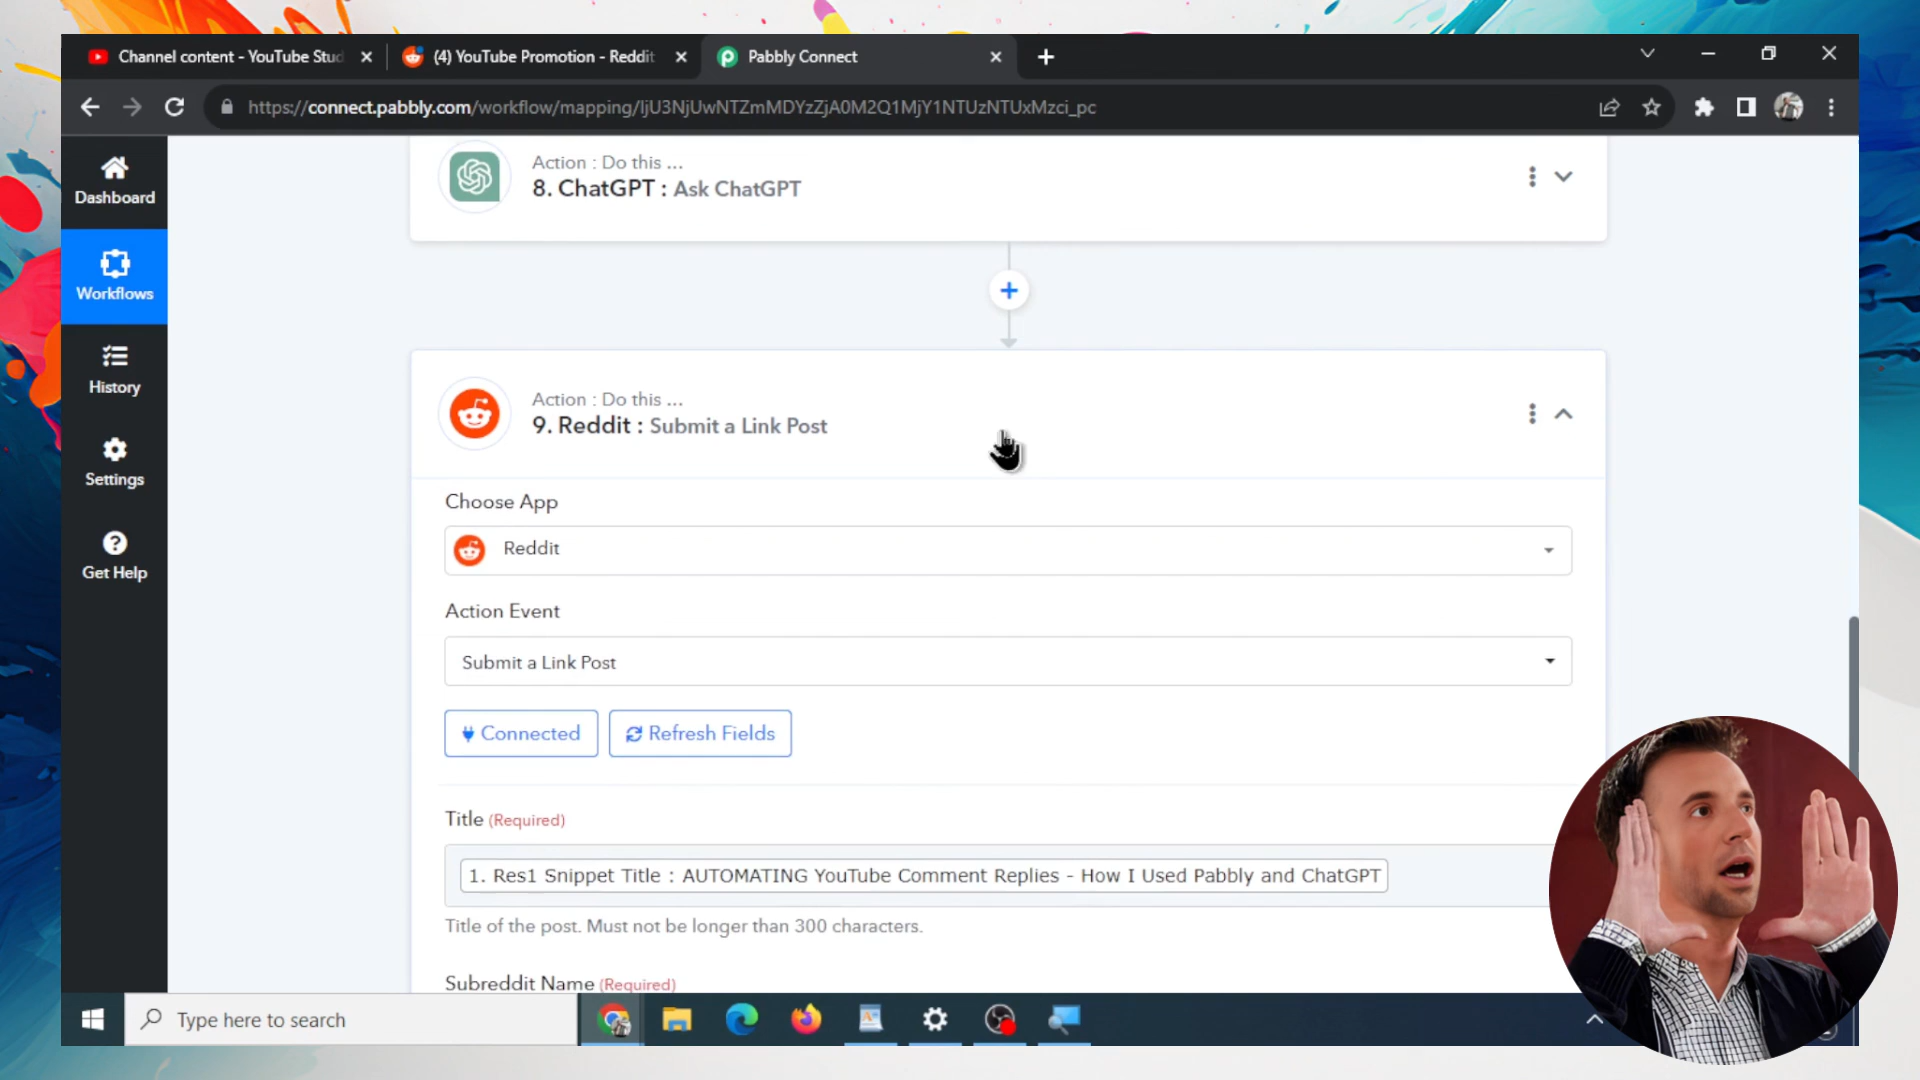 Channel content - YouTube Stud
(4) YouTube Promotion - Reddit
Pabbly Connect
https://connect.pabbly.com/workflow/mapping/IjU3NjUwNTZmMDYzZjA0M2Q1MjY1NTUzNTUxMzci_pc
Dashboard
Workflows
History
Settings
Get Help
Action : Do this ...
8. ChatGPT : Ask ChatGPT
Action : Do this ...
9. Reddit : Submit a Link Post
Choose App
Reddit
Action Event
Submit a Link Post
Connected
Refresh Fields
Title (Required)
1. Res1 Snippet Title : AUTOMATING YouTube Comment Replies - How I Used Pabbly and ChatGPT
Title of the post. Must not be longer than 300 characters.
Subreddit Name (Required)
Type here to search